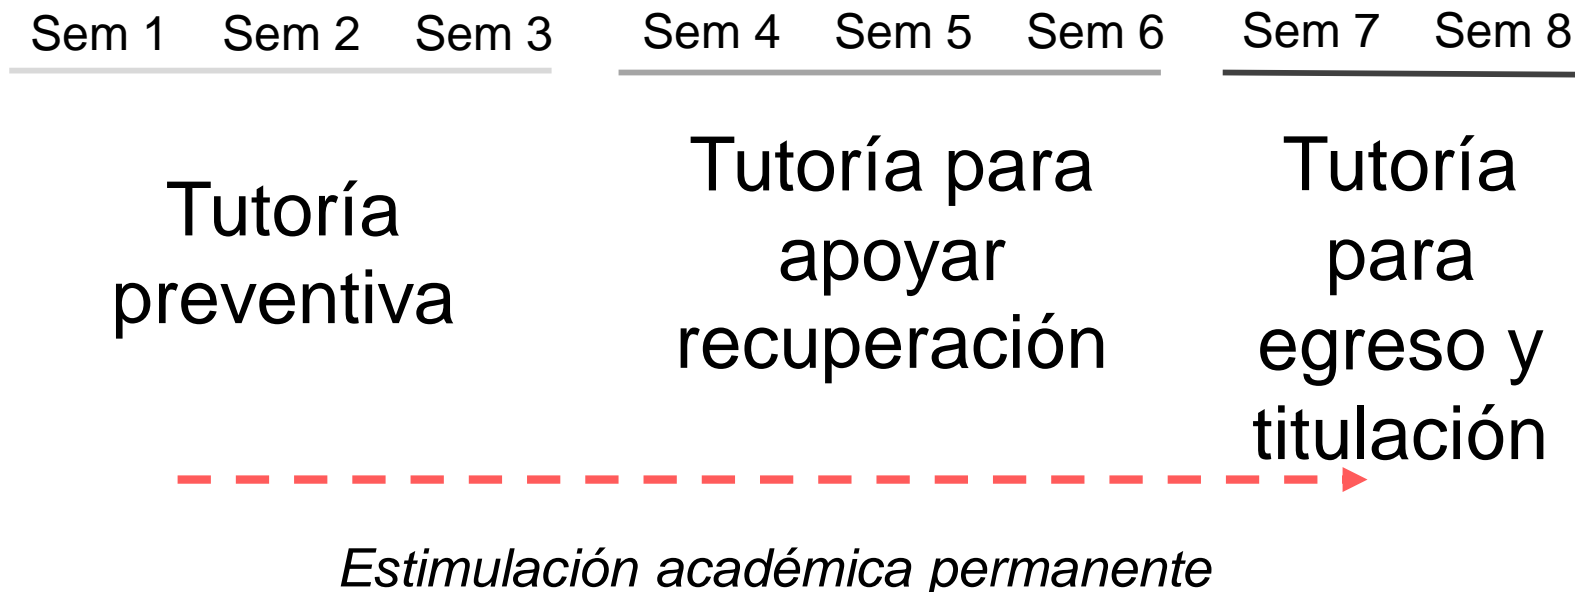 Sem 1 Sem 2 Sem 3 Sem 4 Sem 5 Sem 6 Sem 7 Sem 8
Tutoría
preventiva
Tutoría para
apoyar
recuperación
Tutoría
para
egreso y
titulación
Estimulación académica permanente